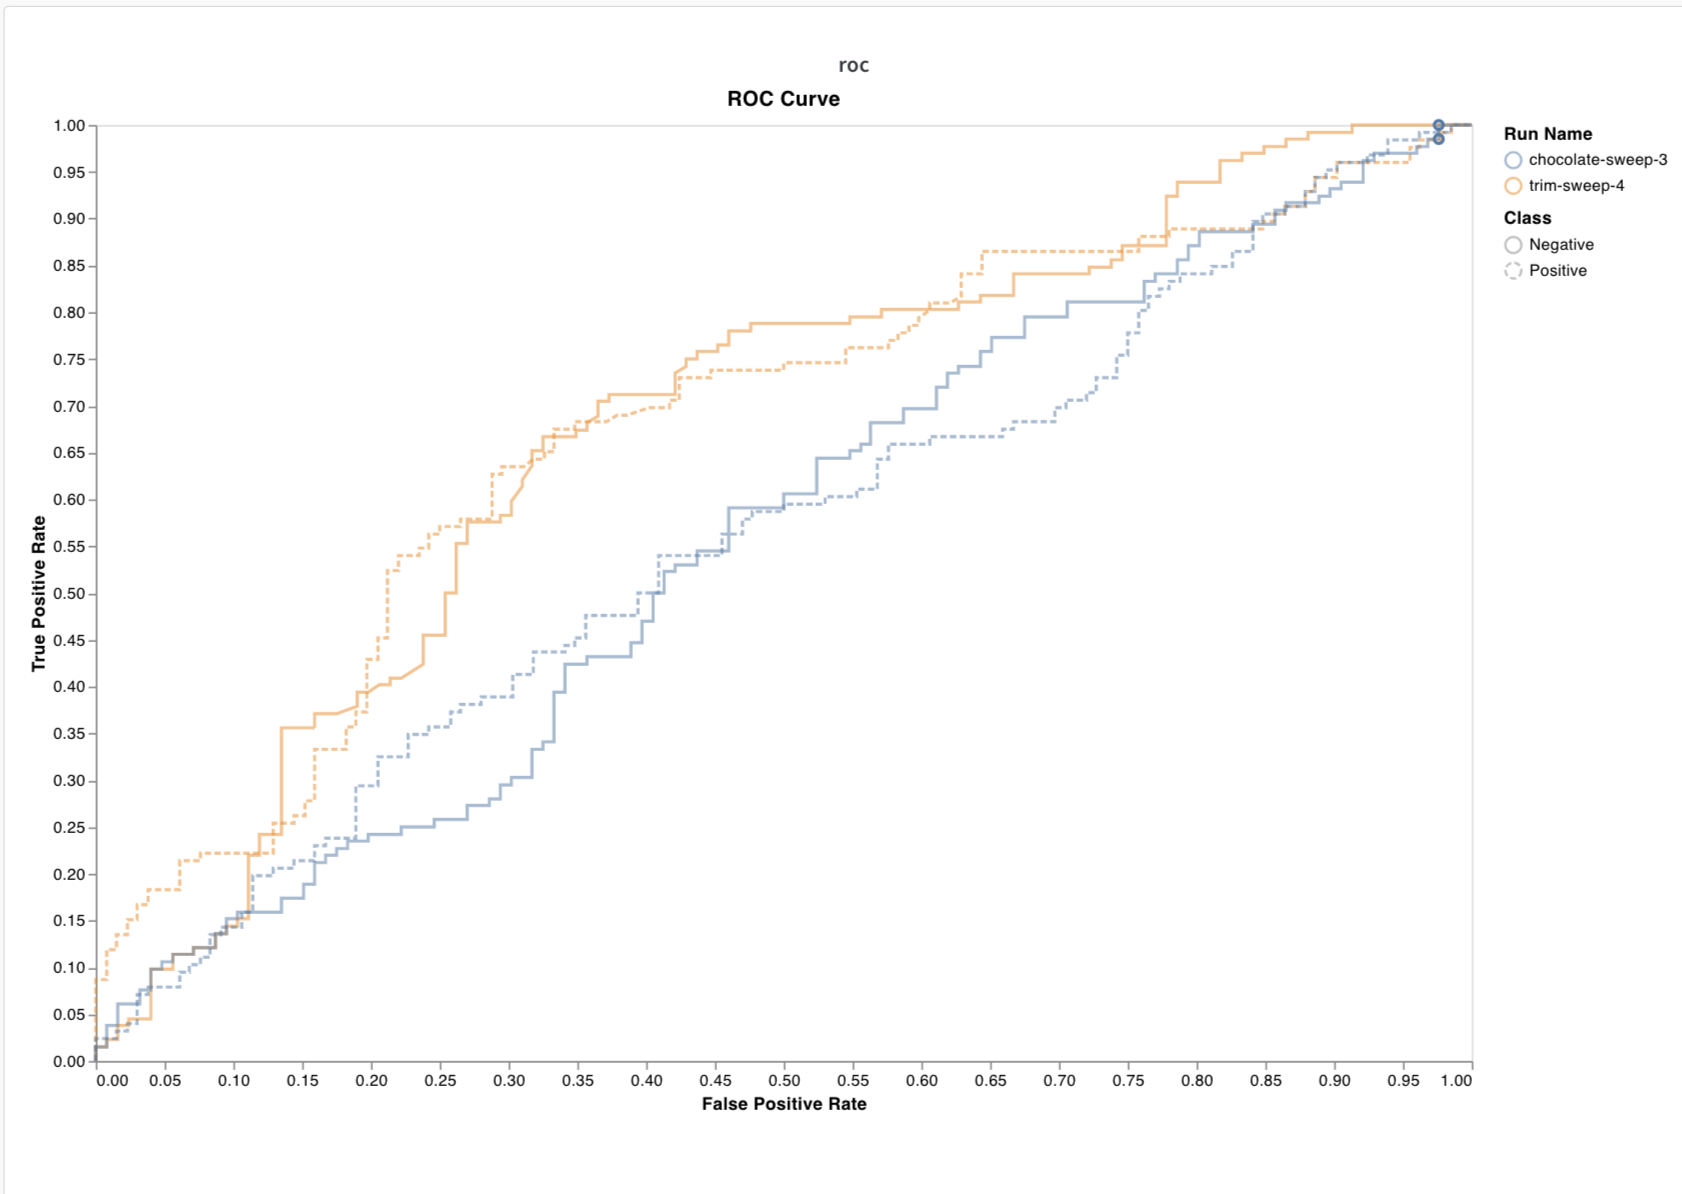 roc
ROC Curve
1.00
0.95
0.90
0.85
0.80
0.75
0.70
0.65
0.60
0.55
0.50
0.45
0.40
0.35
0.30
0.25
0.20
0.15
0.10
0.05
0.00
True Positive Rate
0.00 0.05 0.10 0.15 0.20 0.25 0.30 0.35 0.40 0.45 0.50 0.55 0.60 0.65 0.70 0.75 0.80 0.85 0.90 0.95 1.00
False Positive Rate
Run Name
chocolate-sweep-3
trim-sweep-4
Class
Negative
Positive